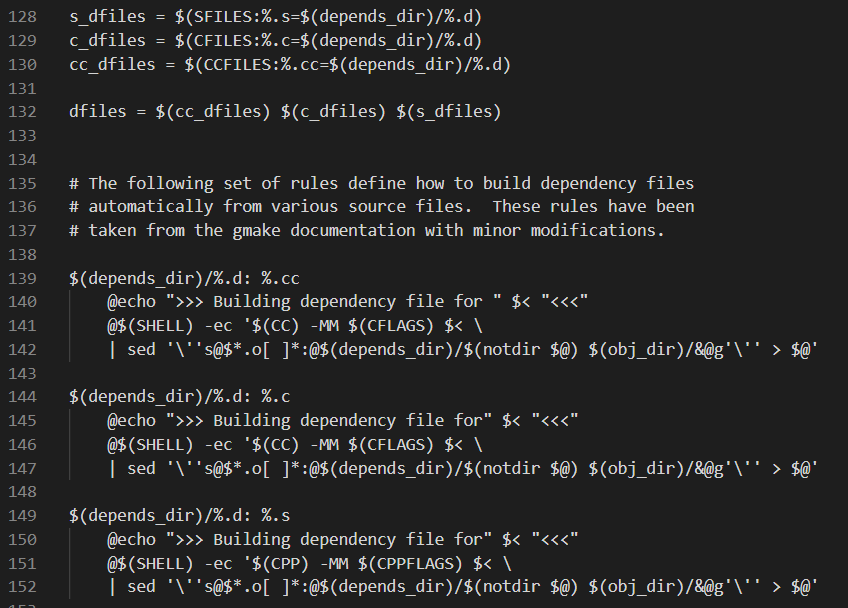 128 s_dfiles = $(SFILES:%.s=$(depends_dir)/%.d)
129 c_dfiles = $(CFILES:%.c=$(depends_dir)/%.d)
130 cc_dfiles = $(CCFILES:%.cc=$(depends_dir)/%.d)
131
132 dfiles = $(cc_dfiles) $(c_dfiles) $(s_dfiles)
133
134
135 # The following set of rules define how to build dependency files
136 # automatically from various source files.  These rules have been
137 # taken from the gmake documentation with minor modifications.
138
139 $(depends_dir)/%.d: %.cc
140     @echo ">>> Building dependency file for " $< "<<<"
141     @$(SHELL) -ec '$(CC) -MM $(CFLAGS) $< \
142     | sed '\''s@$*.o[ ]*:@$(depends_dir)/$(notdir $@) $(obj_dir)/&@g'\'' > $@'
143
144 $(depends_dir)/%.d: %.c
145     @echo ">>> Building dependency file for" $< "<<<"
146     @$(SHELL) -ec '$(CC) -MM $(CFLAGS) $< \
147     | sed '\''s@$*.o[ ]*:@$(depends_dir)/$(notdir $@) $(obj_dir)/&@g'\'' > $@'
148
149 $(depends_dir)/%.d: %.s
150     @echo ">>> Building dependency file for" $< "<<<"
151     @$(SHELL) -ec '$(CPP) -MM $(CPPFLAGS) $< \
152     | sed '\''s@$*.o[ ]*:@$(depends_dir)/$(notdir $@) $(obj_dir)/&@g'\'' > $@'